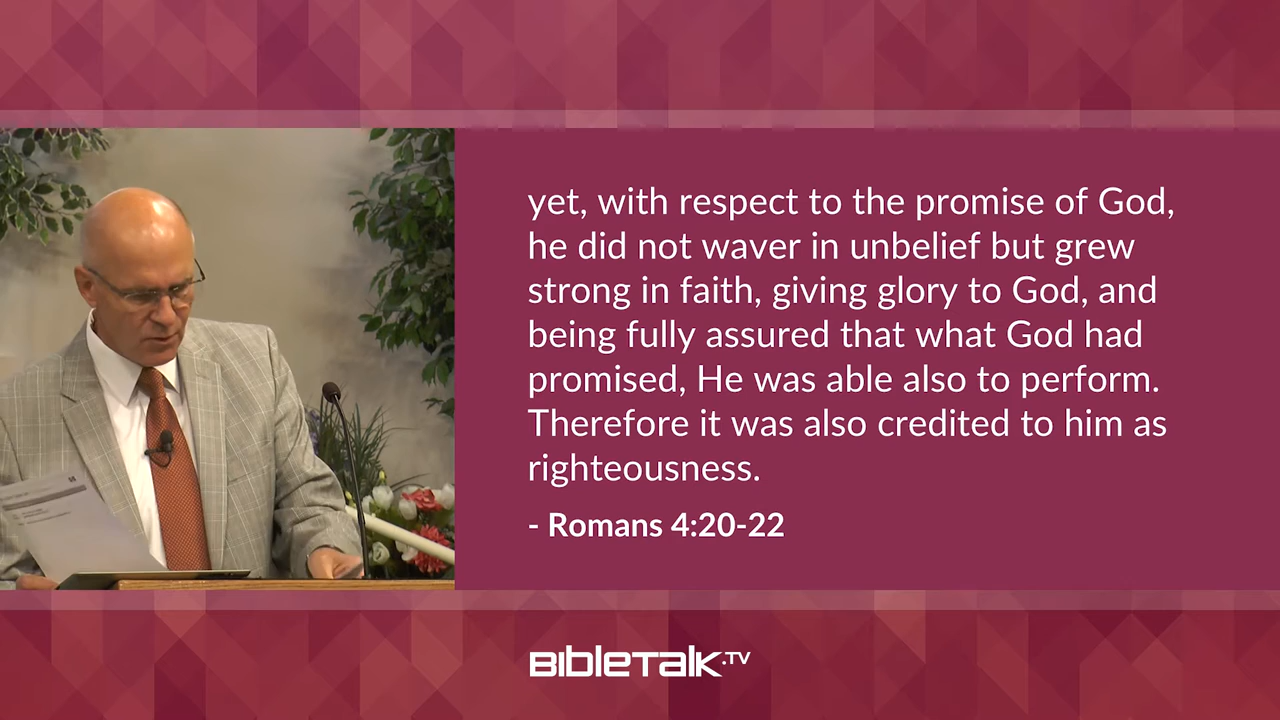 yet, with respect to the promise of God,
he did not waver in unbelief but grew
strong in faith, giving glory to God, and
being fully assured that what God had
promised, He was able also to perform.
Therefore it was also credited to him as
righteousness.
- Romans 4:20-22
BIBLETALK.TV